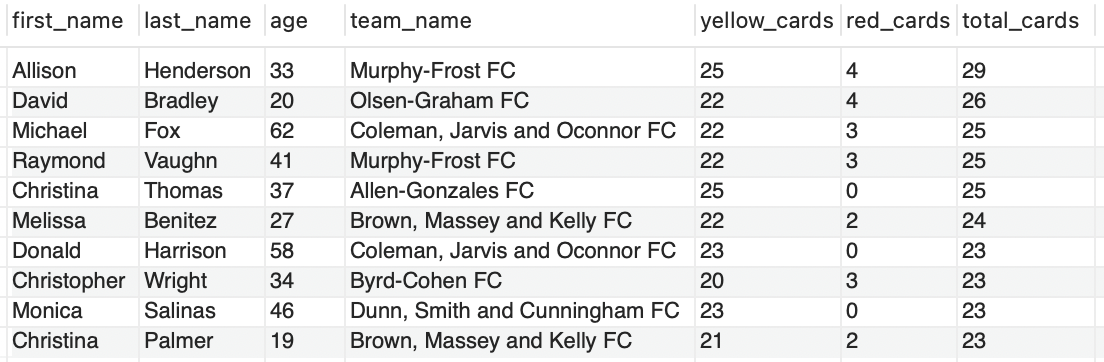 first_name last_name age team_name yellow_cards red_cards total_cards
Allison Henderson 33 Murphy-Frost FC 25 4 29
David Bradley 20 Olsen-Graham FC 22 4 26
Michael Fox 62 Coleman, Jarvis and Oconnor FC 22 3 25
Raymond Vaughn 41 Murphy-Frost FC 22 3 25
Christina Thomas 37 Allen-Gonzales FC 25 0 25
Melissa Benitez 27 Brown, Massey and Kelly FC 22 2 24
Donald Harrison 58 Coleman, Jarvis and Oconnor FC 23 0 23
Christopher Wright 34 Byrd-Cohen FC 20 3 23
Monica Salinas 46 Dunn, Smith and Cunningham FC 23 0 23
Christina Palmer 19 Brown, Massey and Kelly FC 21 2 23